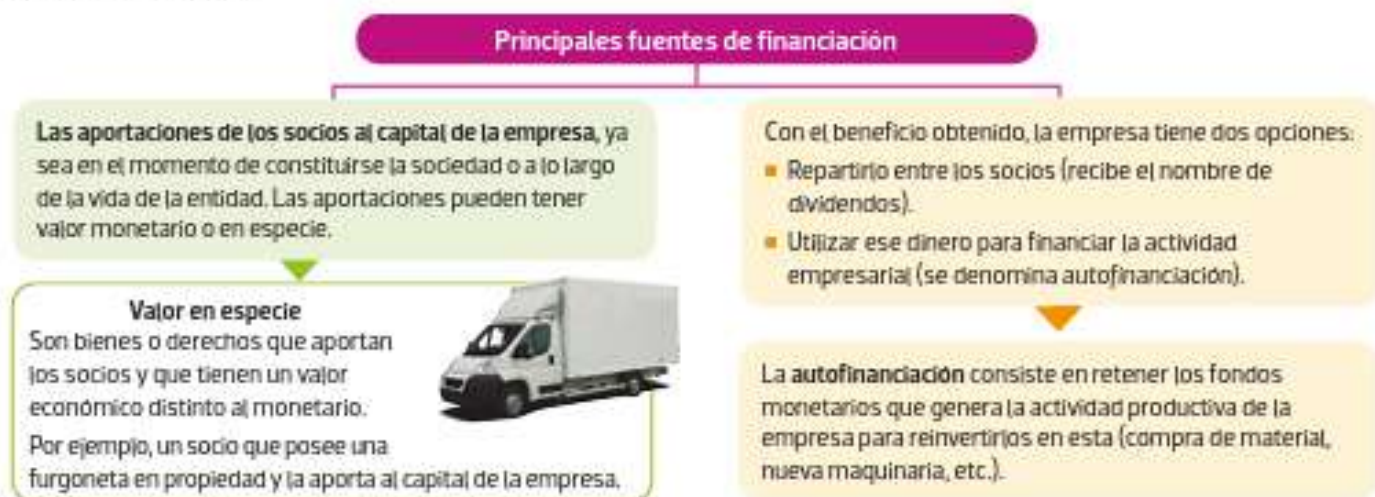 Principales fuentes de financiación
Las aportaciones de los socios al capital de la empresa, ya
sea en el momento de constituirse la sociedad o a lo largo
de la vida de la entidad. Las aportaciones pueden tener
valor monetario o en especie.
Valor en especie
Son bienes o derechos que aportan
los socios y que tienen un valor
económico distinto al monetario.
Por ejemplo, un socio que posee una
furgoneta en propiedad y la aporta al capital de la empresa.
Con el beneficio obtenido, la empresa tiene dos opciones:
Repartirlo entre los socios (recibe el nombre de
dividendos).
Utilizar ese dinero para financiar la actividad
empresarial (se denomina autofinanciación).
La autofinanciación consiste en retener los fondos
monetarios que genera la actividad productiva de la
empresa para reinvertirlos en esta (compra de material,
nueva maquinaria, etc.).